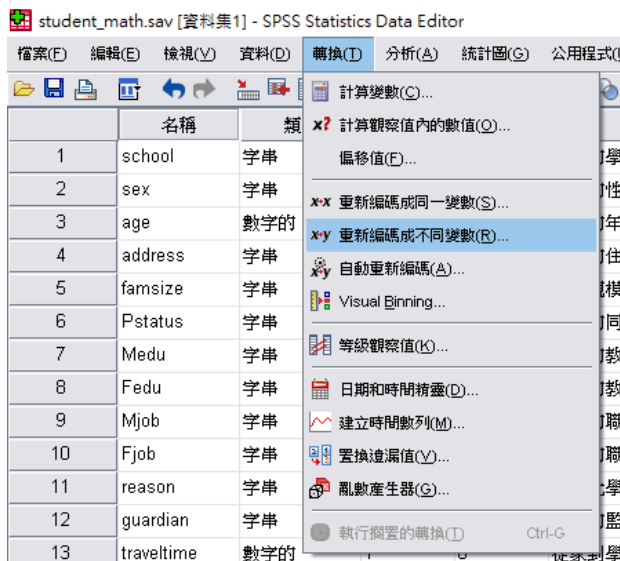 student_math.sav [資料集1] - SPSS Statistics Data Editor
檔案(F) 編輯(E) 檢視(V) 資料(D) 轉換(T) 分析(A) 統計圖(G) 公用程式(
計算變數(C)...
計算觀察值內的數值(O)...
偏移值(F)...
重新編碼成同一變數(S)...
重新編碼成不同變數(R)...
自動重新編碼(A)...
Visual Binning...
等級觀察值(K)...
日期和時間精靈(D)...
建立時間數列(M)...
置換遺漏值(V)...
亂數產生器(G)...
執行擱置的轉換(T) Ctrl-G
名稱 類
1 school 字串
2 sex 字串
3 age 數字的
4 address 字串
5 famsize 字串
6 Pstatus 字串
7 Medu 字串
8 Fedu 字串
9 Mjob 字串
10 Fjob 字串
11 reason 字串
12 guardian 字串
13 traveltime 數字的